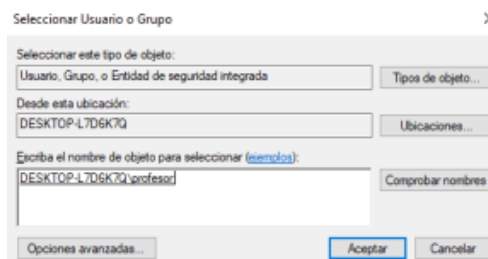 Seleccionar Usuario o Grupo
Seleccionar este tipo de objeto:
Usuario, Grupo, o Entidad de seguridad integrada
Tipos de objeto...
Desde esta ubicación:
DESKTOP-L7D6K7Q
Ubicaciones...
Escriba el nombre de objeto para seleccionar (ejemplos):
DESKTOP-L7D6K7Q\profesor
Comprobar nombres
Opciones avanzadas...
Aceptar
Cancelar